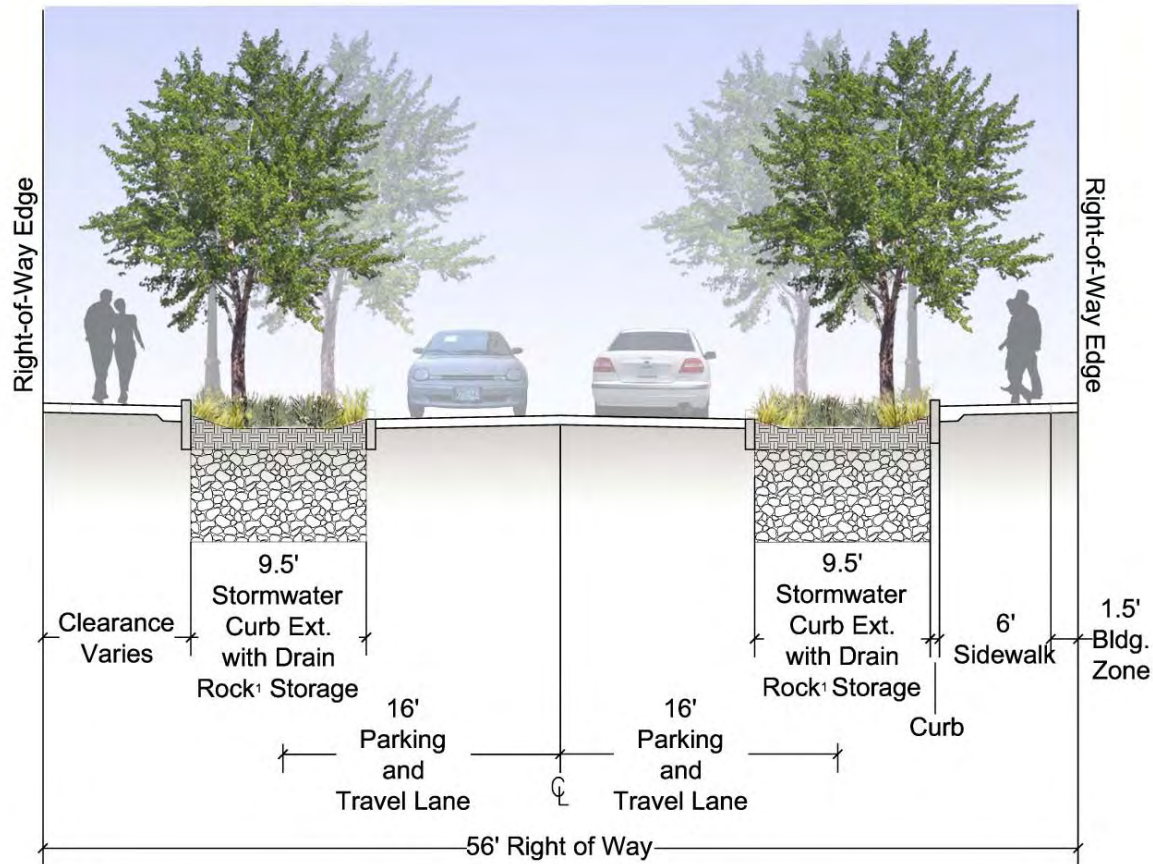 Right-of-Way Edge
Right-of-Way Edge
Clearance
Varies
9.5'
Stormwater
Curb Ext.
with Drain
Rock¹ Storage
9.5'
Stormwater
Curb Ext.
with Drain
Rock¹ Storage
Curb
6'
Sidewalk
1.5'
Bldg.
Zone
16'
Parking
and
Travel Lane
℄
16'
Parking
and
Travel Lane
56' Right of Way